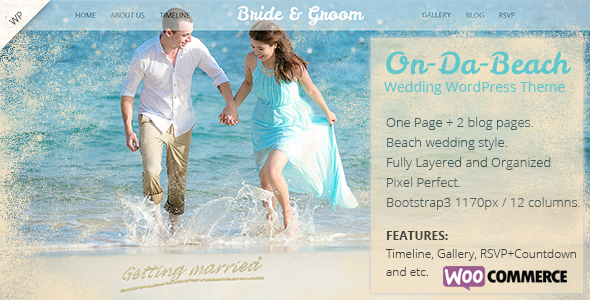 WP
HOME ABOUT US TIMELINE Bride & Groom GALLERY BLOG RSVP
On-Da-Beach
Wedding WordPress Theme
One Page + 2 blog pages.
Beach wedding style.
Fully Layered and Organized
Pixel Perfect.
Bootstrap3 1170px / 12 columns.
FEATURES:
Timeline, Gallery, RSVP+Countdown
and etc.
WOO COMMERCE
Getting married